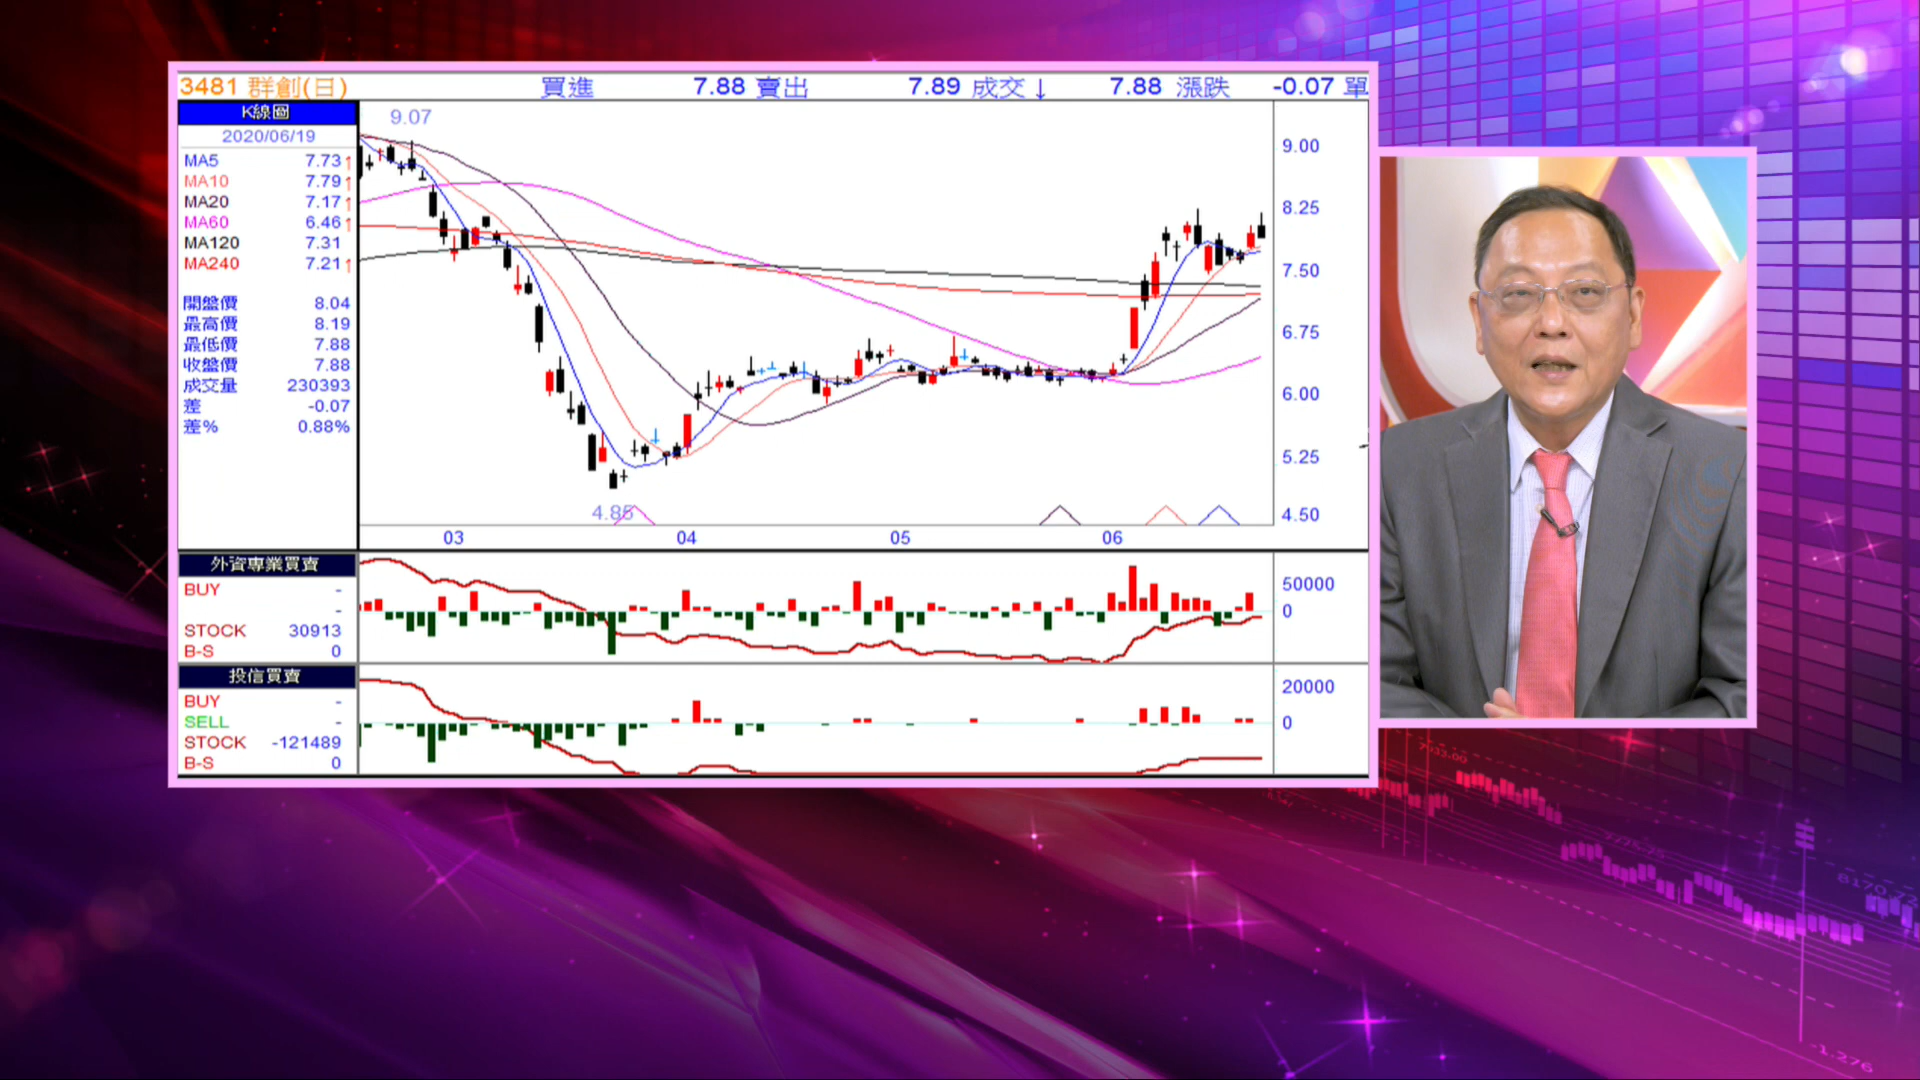 3481 群創(日) 買進 7.88 賣出 7.89 成交↓ 7.88 漲跌 -0.07 單
K線圖
2020/06/19
MA5 7.73↑
MA10 7.79↑
MA20 7.17↑
MA60 6.46↑
MA120 7.31
MA240 7.21↑
開盤價 8.04
最高價 8.19
最低價 7.88
收盤價 7.88
成交量 230393
差 -0.07
差% 0.88%
9.07
4.86
9.00
8.25
7.50
6.75
6.00
5.25
4.50
03 04 05 06
外資專業買賣
BUY -
-
STOCK 30913
B-S 0
50000
0
投信買賣
BUY -
SELL -
STOCK -121489
B-S 0
20000
0
-1.276